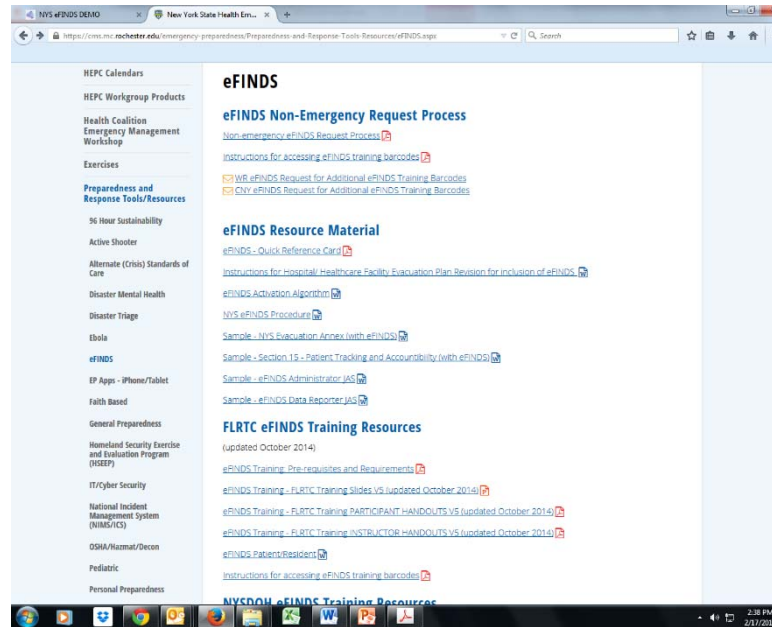 NYS eFINDS DEMO
New York State Health Em...
https://cms.mc.rochester.edu/emergency-preparedness/Preparedness-and-Response-Tools-Resources/eFINDS.aspx
Search
HEPC Calendars
HEPC Workgroup Products
Health Coalition
Emergency Management
Workshop
Exercises
Preparedness and
Response Tools/Resources
96 Hour Sustainability
Active Shooter
Alternate (Crisis) Standards of
Care
Disaster Mental Health
Disaster Triage
Ebola
eFINDS
EP Apps - iPhone/Tablet
Faith Based
General Preparedness
Homeland Security Exercise
and Evaluation Program
(HSEEP)
IT/Cyber Security
National Incident
Management System
(NIMS/ICS)
OSHA/Hazmat/Decon
Pediatric
Personal Preparedness
eFINDS
eFINDS Non-Emergency Request Process
Non-emergency eFINDS Request Process
Instructions for accessing eFINDS training barcodes
WR eFINDS Request for Additional eFINDS Training Barcodes
CNY eFINDS Request for Additional eFINDS Training Barcodes
eFINDS Resource Material
eFINDS - Quick Reference Card
Instructions for Hospital/ Healthcare Facility Evacuation Plan Revision for inclusion of eFINDS.
eFINDS Activation Algorithm
NYS eFINDS Procedure
Sample - NYS Evacuation Annex (with eFINDS)
Sample - Section 15 - Patient Tracking and Accountibility (with eFINDS)
Sample - eFINDS Administrator JAS
Sample - eFINDS Data Reporter JAS
FLRTC eFINDS Training Resources
(updated October 2014)
eFINDS Training: Pre-requisites and Requirements
eFINDS Training - FLRTC Training Slides V5 (updated October 2014)
eFINDS Training - FLRTC Training PARTICIPANT HANDOUTS V5 (updated October 2014)
eFINDS Training - FLRTC Training INSTRUCTOR HANDOUTS V5 (updated October 2014)
eFINDS Patient/Resident
Instructions for accessing eFINDS training barcodes
NYSDOH eFINDS Training Resources
2:38 PM
2/17/201